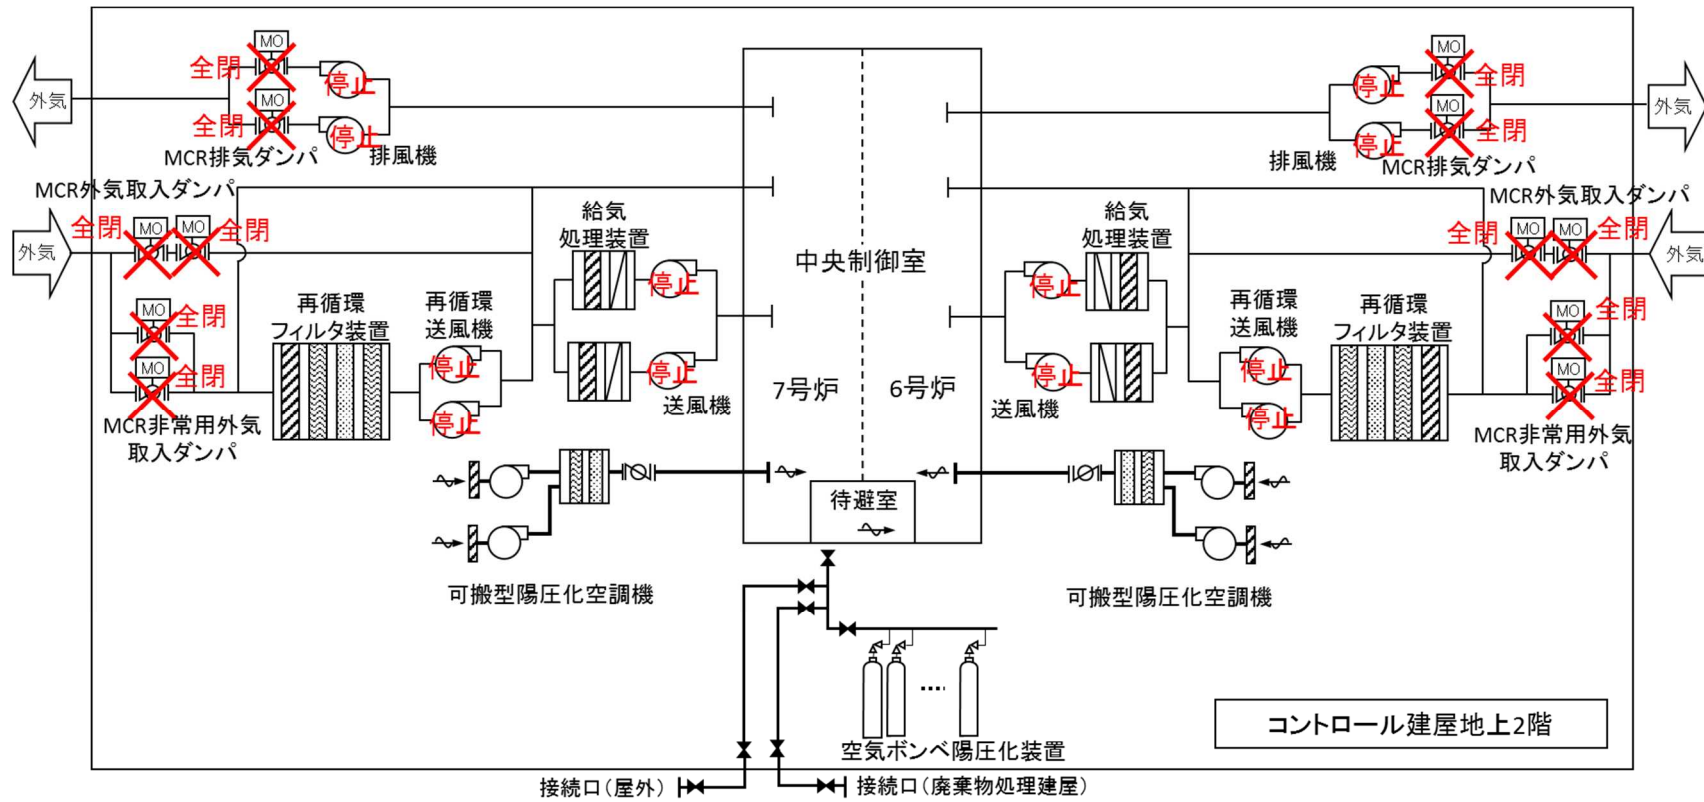 MO
全閉
停止
外気
MO
全閉
停止
MCR排気ダンパ
排風機
MO
全閉
停止
外気
MO
全閉
停止
排風機
MCR排気ダンパ
MCR外気取入ダンパ
全閉
MO
MO
全閉
外気
MCR外気取入ダンパ
全閉
MO
MO
全閉
外気
給気
処理装置
停止
中央制御室
給気
処理装置
停止
MO
全閉
MO
全閉
MCR非常用外気
取入ダンパ
再循環
フィルタ装置
再循環
送風機
停止
停止
停止
送風機
7号炉
6号炉
停止
送風機
再循環
送風機
停止
停止
再循環
フィルタ装置
MO
全閉
MO
全閉
MCR非常用外気
取入ダンパ
待避室
可搬型陽圧化空調機
可搬型陽圧化空調機
‥‥
空気ボンベ陽圧化装置
コントロール建屋地上2階
接続口(屋外)
接続口(廃棄物処理建屋)